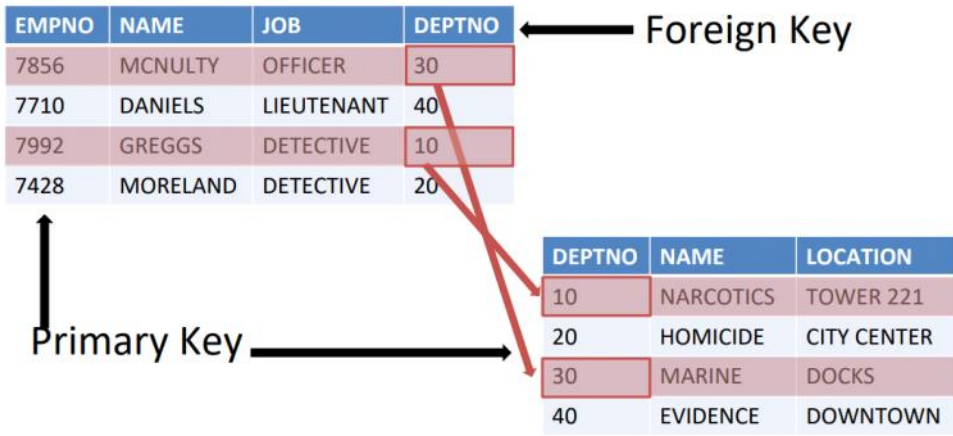 EMPNO NAME JOB DEPTNO
Foreign Key
7856 MCNULTY OFFICER 30
7710 DANIELS LIEUTENANT 40
7992 GREGGS DETECTIVE 10
7428 MORELAND DETECTIVE 20
DEPTNO NAME LOCATION
10 NARCOTICS TOWER 221
Primary Key
20 HOMICIDE CITY CENTER
30 MARINE DOCKS
40 EVIDENCE DOWNTOWN